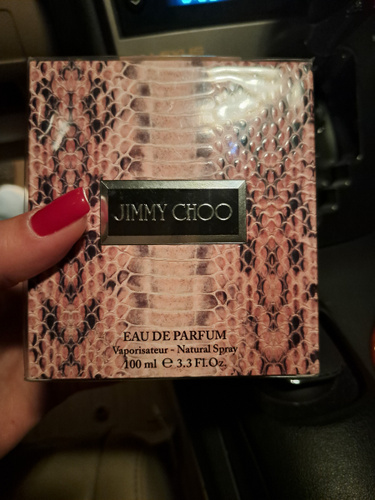 JIMMY CHOO
EAU DE PARFUM
Vaporisateur - Natural Spray
100 ml ℮ 3.3 Fl.Oz.